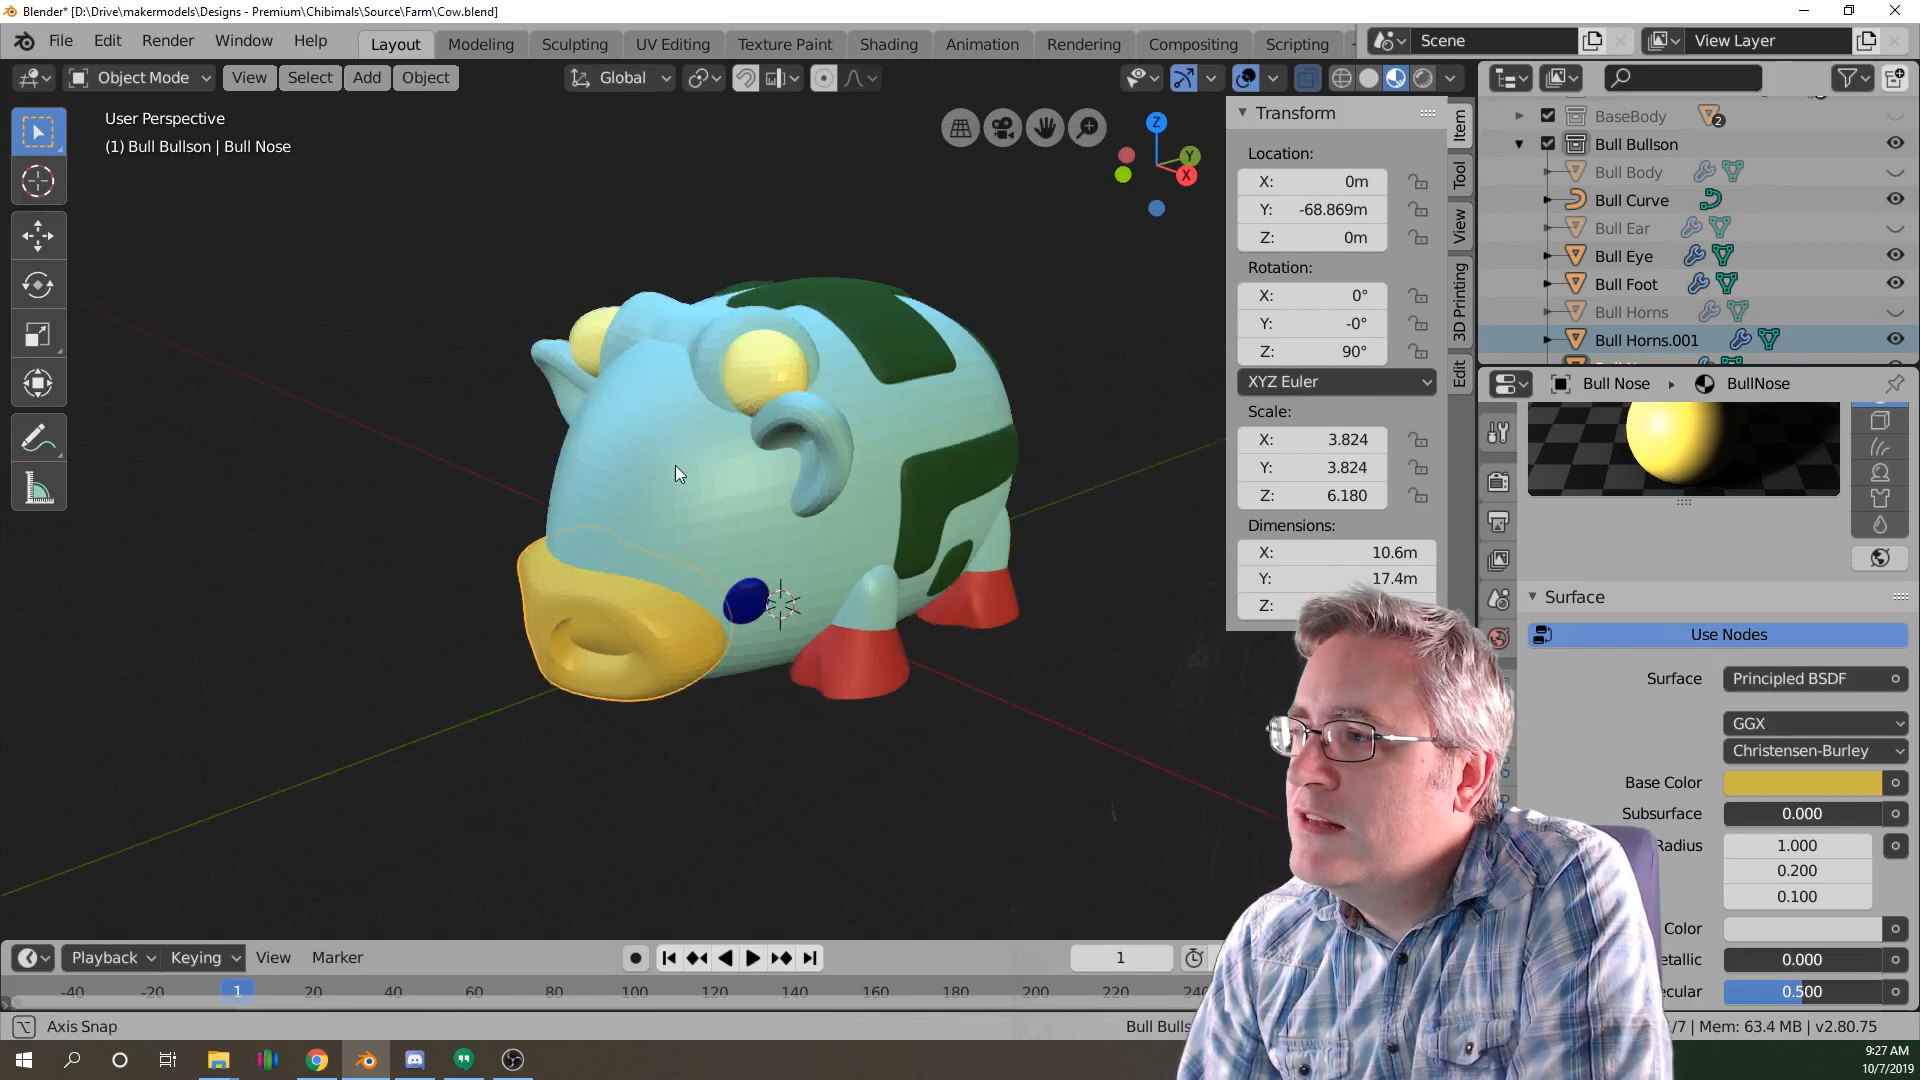 Blender* [D:\Drive\makermodels\Designs - Premium\Chibimals\Source\Farm\Cow.blend]
File Edit Render Window Help Layout Modeling Sculpting UV Editing Texture Paint Shading Animation Rendering Compositing Scripting Scene View Layer
Object Mode View Select Add Object Global
User Perspective
(1) Bull Bullson | Bull Nose
Z
Y
X
Transform
Location:
X: 0m
Y: -68.869m
Z: 0m
Rotation:
X: 0°
Y: -0°
Z: 90°
XYZ Euler
Scale:
X: 3.824
Y: 3.824
Z: 6.180
Dimensions:
X: 10.6m
Y: 17.4m
Z:
Item
Tool
View
3D Printing
Edit
BaseBody 2
Bull Bullson
Bull Body
Bull Curve
Bull Ear
Bull Eye
Bull Foot
Bull Horns
Bull Horns.001
Bull Nose BullNose
Surface
Use Nodes
Surface Principled BSDF
GGX
Christensen-Burley
Base Color
Subsurface 0.000
Radius 1.000
0.200
0.100
Color
etallic 0.000
ecular 0.500
Playback Keying View Marker 1
-40 -20 1 20 40 60 80 100 120 140 160 180 200 220 24
Axis Snap Bull Bulls /7 | Mem: 63.4 MB | v2.80.75
9:27 AM
10/7/2019